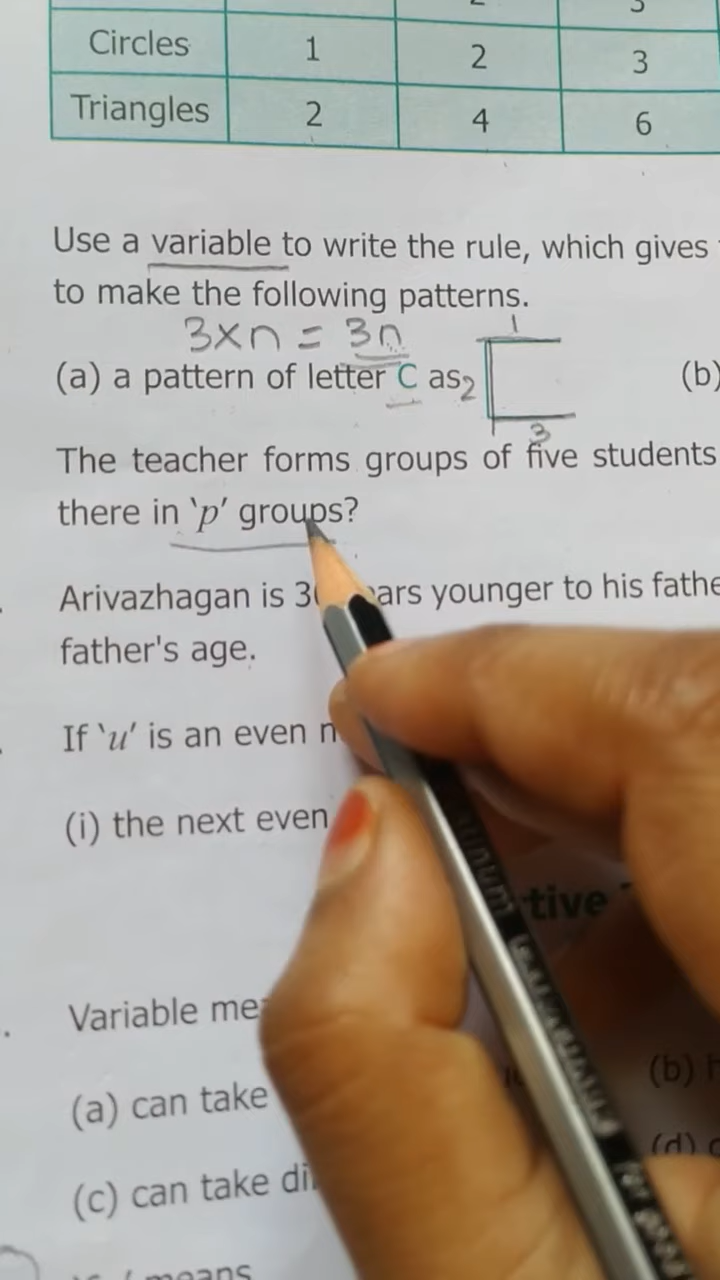 Circles 1 2 3
Triangles 2 4 6
Use a variable to write the rule, which gives
to make the following patterns.
3×n = 3n
(a) a pattern of letter C as 2 1 3 (b)
The teacher forms groups of five students
there in 'p' groups?
Arivazhagan is 3 ears younger to his fathe
father's age.
If 'u' is an even n
(i) the next even
tive
Variable me
(a) can take (b)
(c) can take di (d)
means